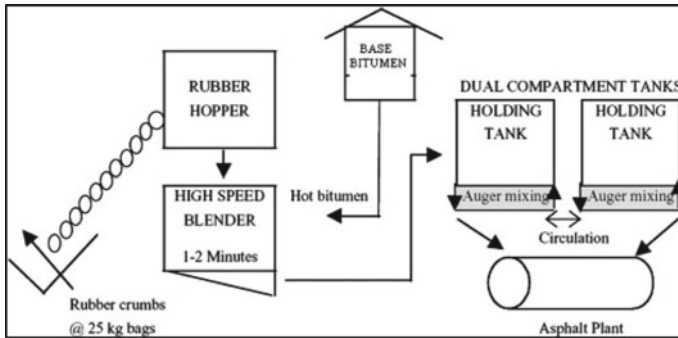 RUBBER
HOPPER
BASE
BITUMEN
DUAL COMPARTMENT TANKS
HOLDING
TANK
HOLDING
TANK
HIGH SPEED
BLENDER
1-2 Minutes
Hot bitumen
Auger mixing
Auger mixing
Circulation
Rubber crumbs
@ 25 kg bags
Asphalt Plant